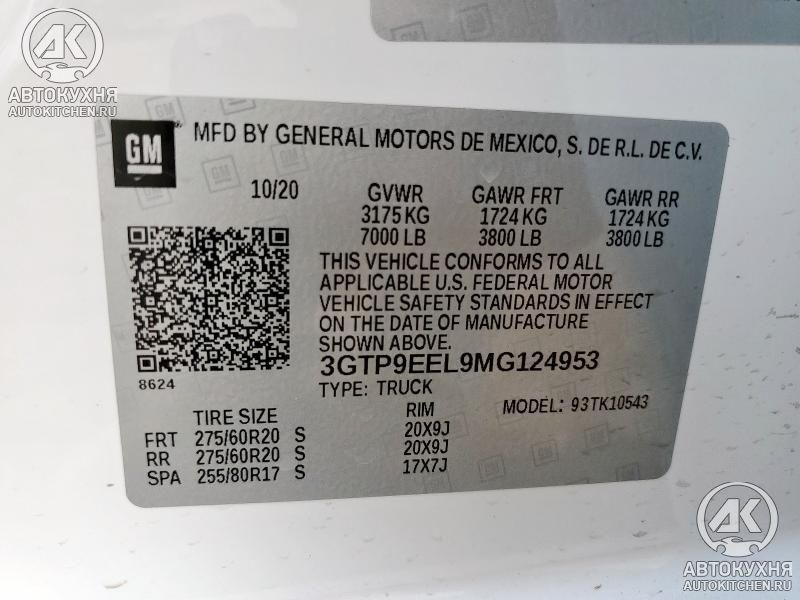 АК
АВТОКУХНЯ
AUTOKITCHEN.RU
GM
MFD BY GENERAL MOTORS DE MEXICO, S. DE R.L. DE C.V.
10/20 GVWR GAWR FRT GAWR RR
3175 KG 1724 KG 1724 KG
7000 LB 3800 LB 3800 LB
THIS VEHICLE CONFORMS TO ALL
APPLICABLE U.S. FEDERAL MOTOR
VEHICLE SAFETY STANDARDS IN EFFECT
ON THE DATE OF MANUFACTURE
SHOWN ABOVE.
3GTP9EEL9MG124953
8624
TYPE: TRUCK
MODEL: 93TK10543
TIRE SIZE RIM
FRT 275/60R20 S 20X9J
RR 275/60R20 S 20X9J
SPA 255/80R17 S 17X7J
АК
АВТОКУХНЯ
AUTOKITCHEN.RU